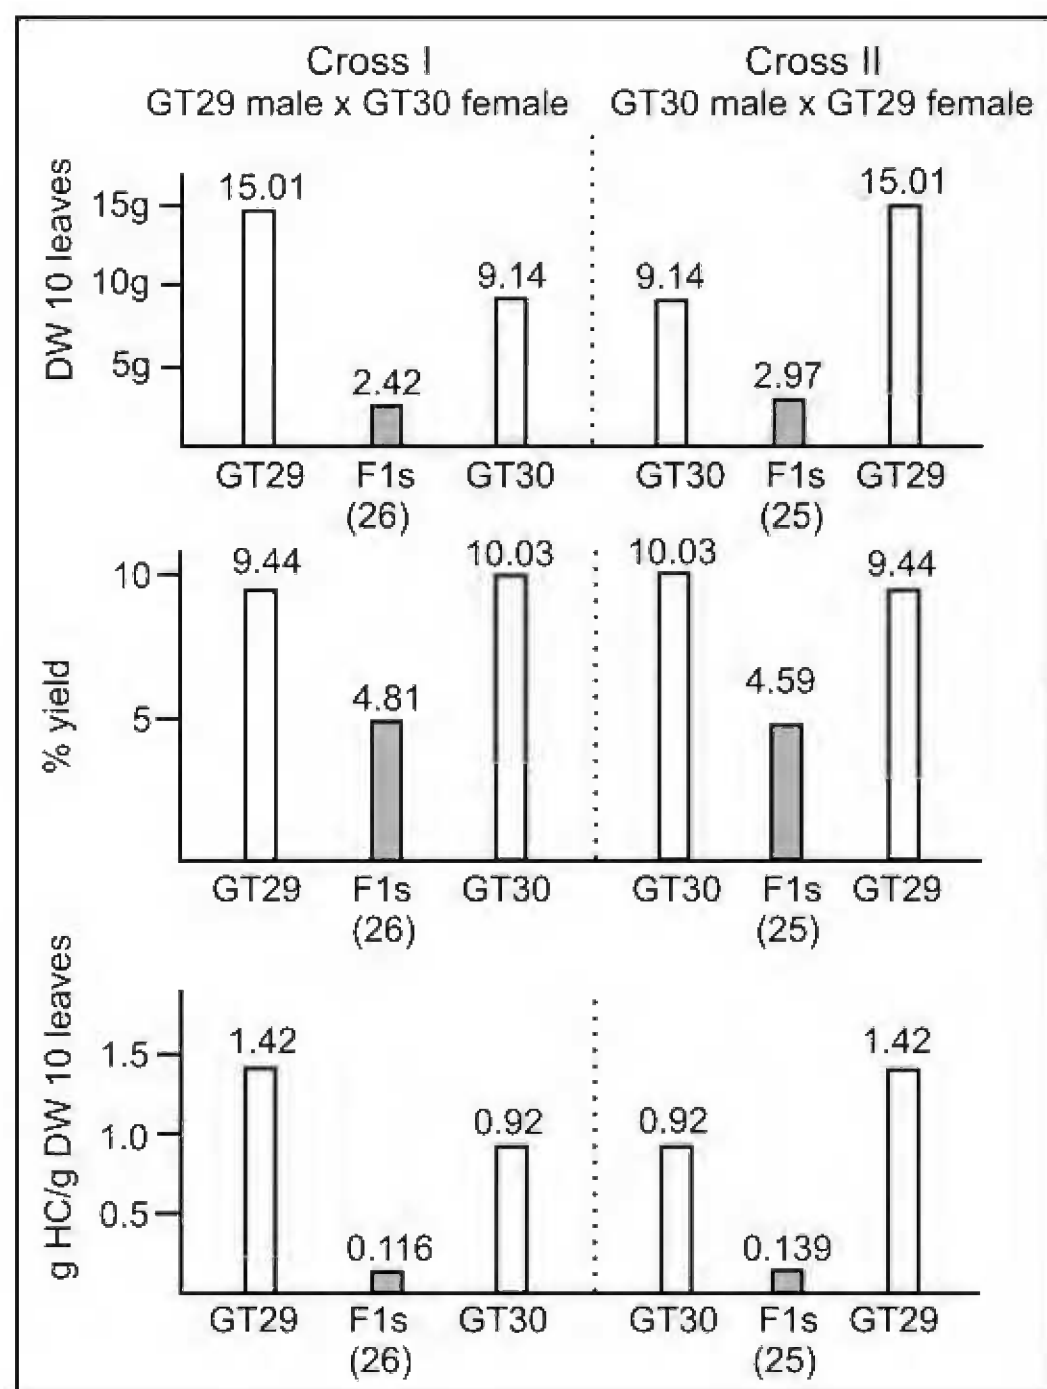 Cross I
GT29 male x GT30 female
Cross II
GT30 male x GT29 female
DW 10 leaves
15g
10g
5g
15.01
2.42
9.14
9.14
2.97
15.01
GT29 F1s GT30 GT30 F1s GT29
(26) (25)
% yield
10
5
9.44
4.81
10.03
10.03
4.59
9.44
GT29 F1s GT30 GT30 F1s GT29
(26) (25)
g HC/g DW 10 leaves
1.5
1.0
0.5
1.42
0.116
0.92
0.92
0.139
1.42
GT29 F1s GT30 GT30 F1s GT29
(26) (25)